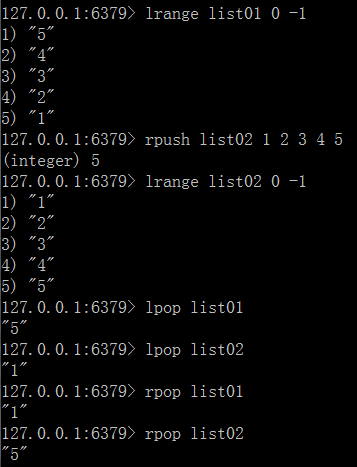 127.0.0.1:6379> lrange list01 0 -1
1) "5"
2) "4"
3) "3"
4) "2"
5) "1"
127.0.0.1:6379> rpush list02 1 2 3 4 5
(integer) 5
127.0.0.1:6379> lrange list02 0 -1
1) "1"
2) "2"
3) "3"
4) "4"
5) "5"
127.0.0.1:6379> lpop list01
"5"
127.0.0.1:6379> lpop list02
"1"
127.0.0.1:6379> rpop list01
"1"
127.0.0.1:6379> rpop list02
"5"